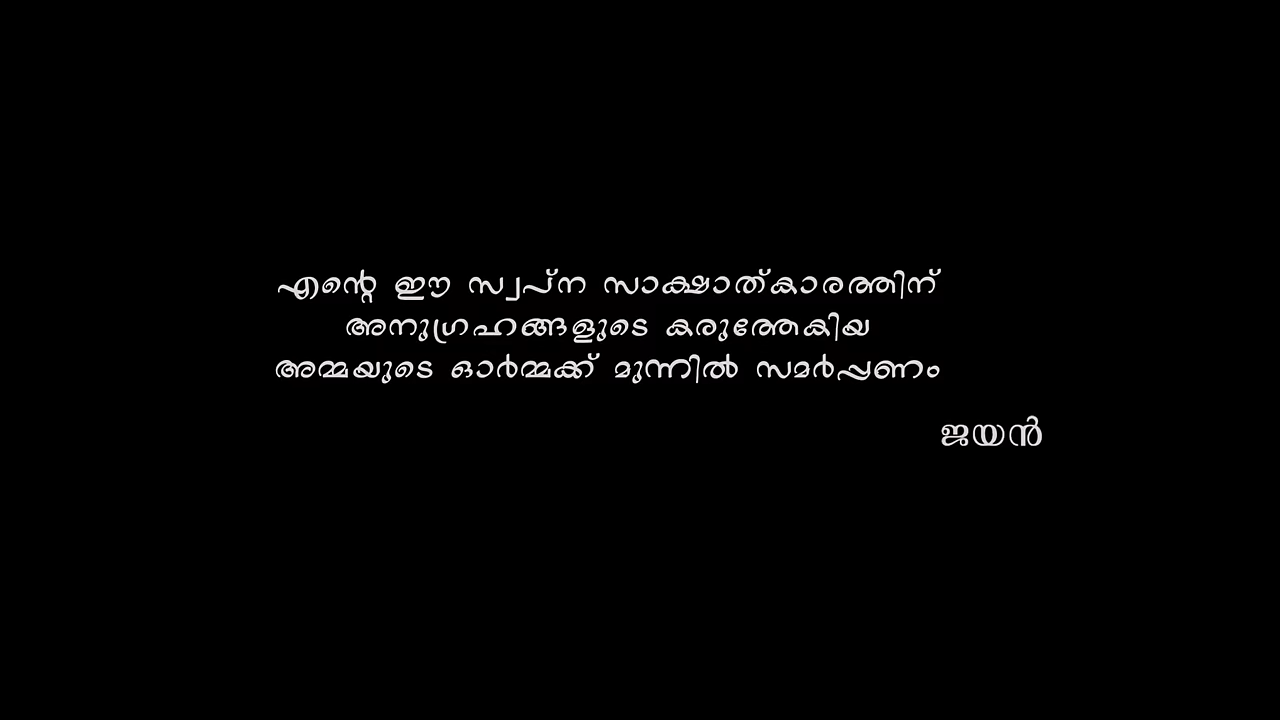 എന്റെ ഈ സ്വപ്ന സാക്ഷാത്കാരത്തിന്
അനുഗ്രഹങ്ങളുടെ കരുത്തേകിയ
അമ്മയുടെ ഓർമ്മക്ക് മുന്നിൽ സമർപ്പണം
ജയൻ